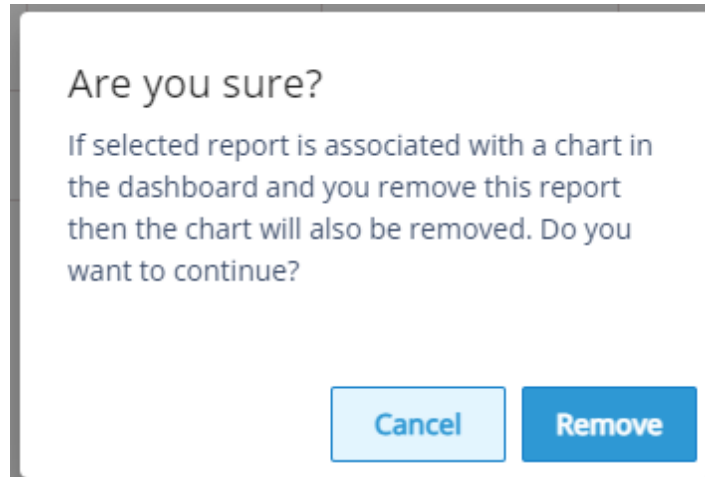 Are you sure?
If selected report is associated with a chart in
the dashboard and you remove this report
then the chart will also be removed. Do you
want to continue?
Cancel
Remove